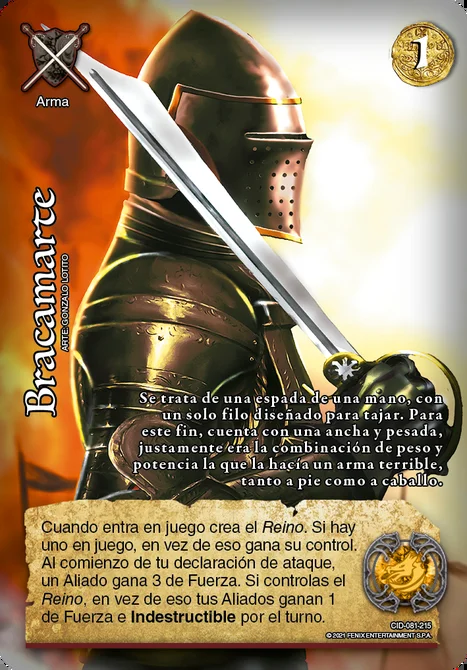 Arma
1
Bracamarte
ARTE: GONZALO LOTITO
Se trata de una espada de una mano, con
un solo filo diseñado para tajar. Para
este fin, cuenta con una ancha y pesada,
justamente era la combinación de peso y
potencia la que la hacía un arma terrible,
tanto a pie como a caballo.
Cuando entra en juego crea el Reino. Si hay
uno en juego, en vez de eso gana su control.
Al comienzo de tu declaración de ataque,
un Aliado gana 3 de Fuerza. Si controlas el
Reino, en vez de eso tus Aliados ganan 1
de Fuerza e Indestructible por el turno.
CID-081-215
© 2021 FENIX ENTERTAINMENT S.P.A.